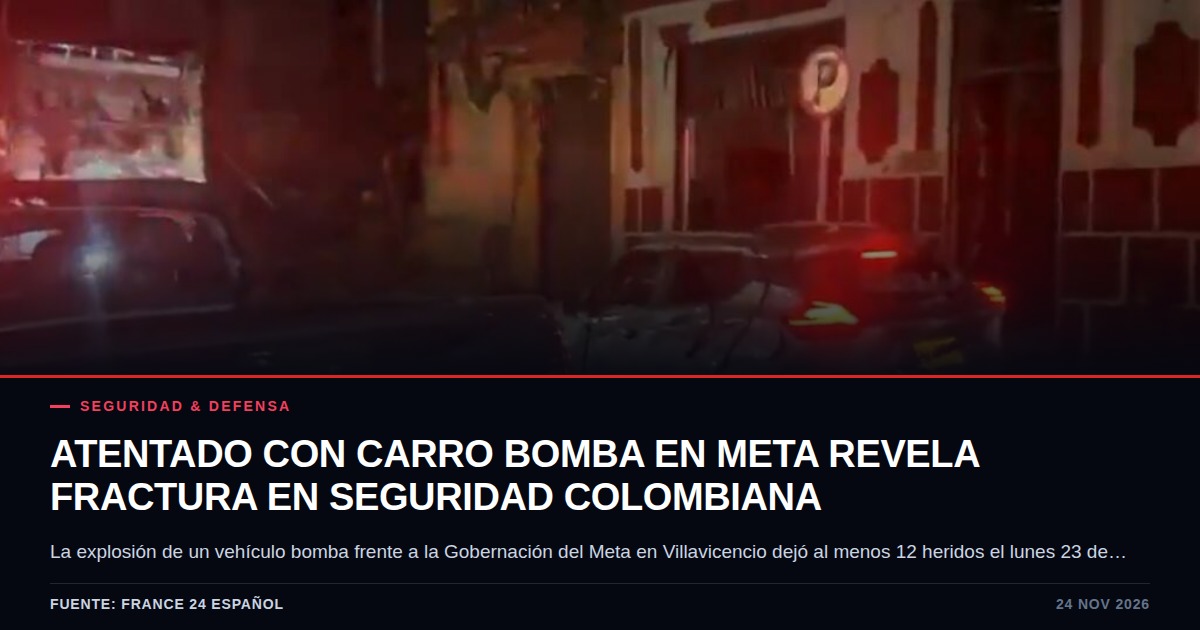 P
SEGURIDAD & DEFENSA
ATENTADO CON CARRO BOMBA EN META REVELA
FRACTURA EN SEGURIDAD COLOMBIANA
La explosión de un vehículo bomba frente a la Gobernación del Meta en Villavicencio dejó al menos 12 heridos el lunes 23 de…
FUENTE: FRANCE 24 ESPAÑOL
24 NOV 2026